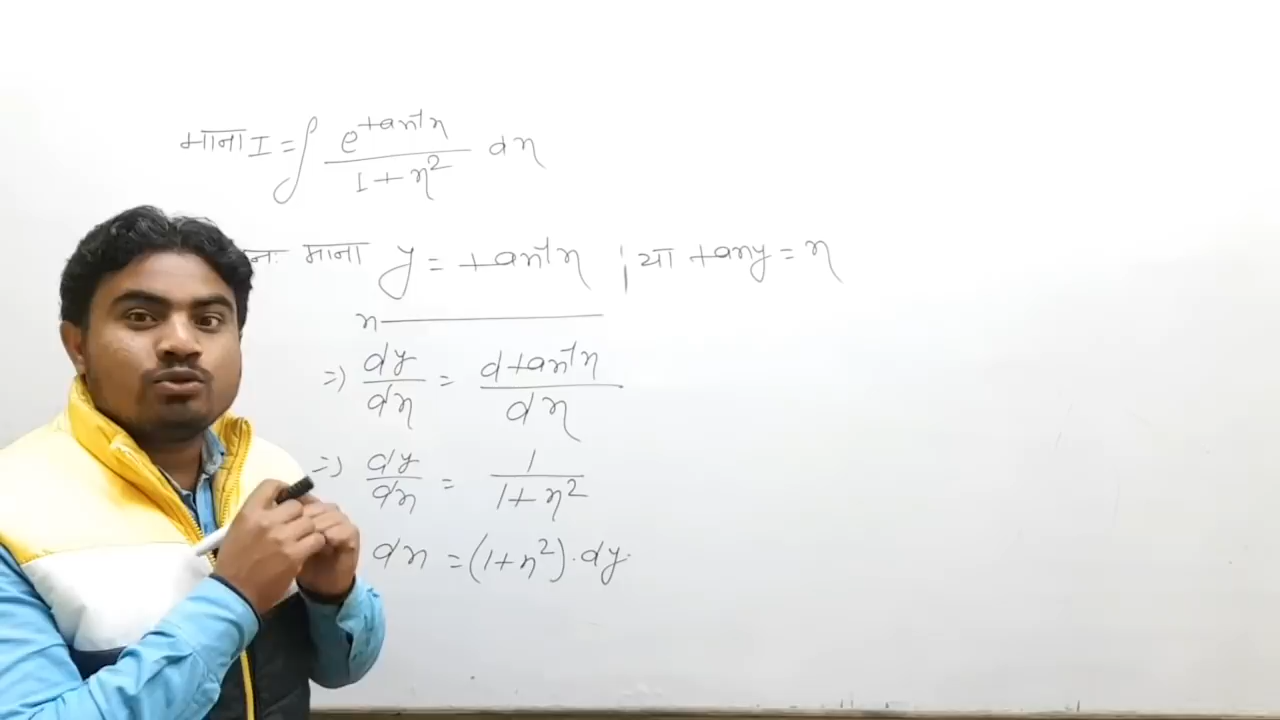 माना I = ∫ e^(tan⁻¹x) / (1+x²) dx
माना y = tan⁻¹x ; या tany = x
x
⇒ dy/dx = d tan⁻¹x / dx
⇒ dy/dx = 1 / (1+x²)
dx = (1+x²)·dy·